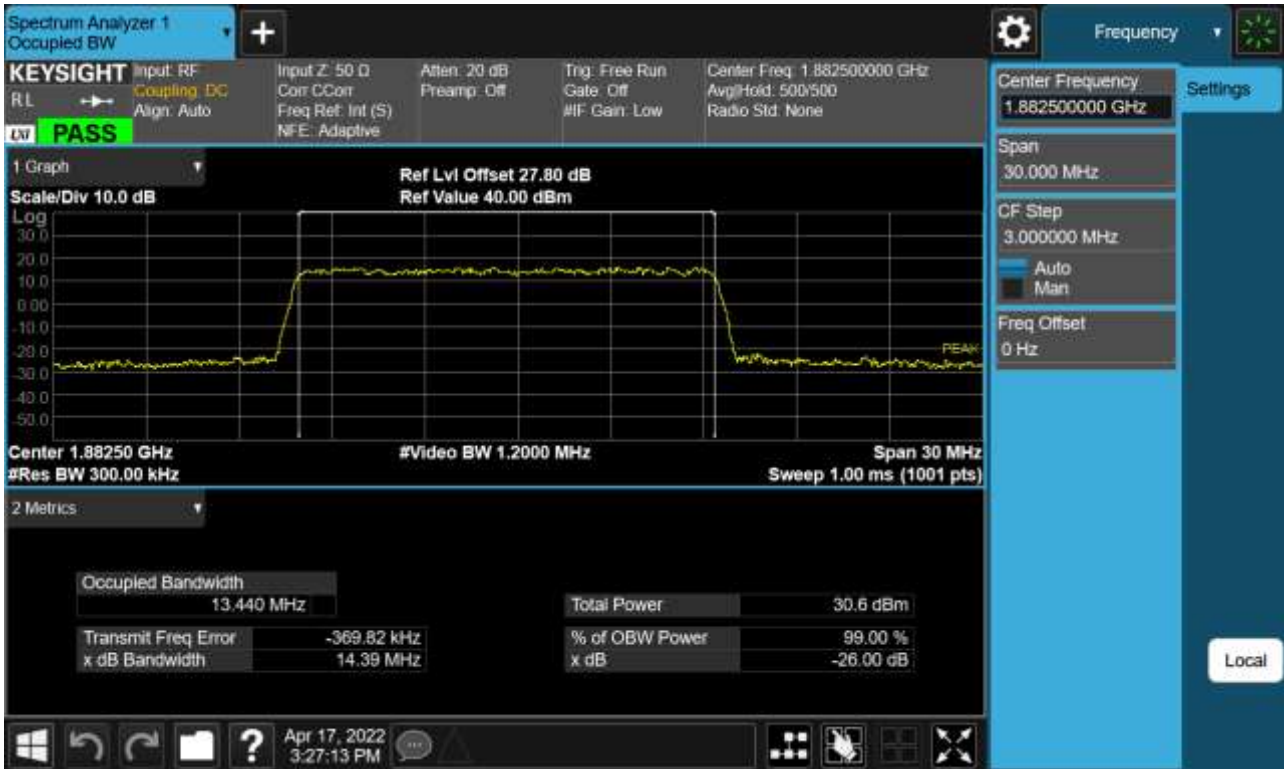 Spectrum Analyzer 1
Occupied BW
+
Frequency
KEYSIGHT
RL
LXI
PASS
Input: RF
Coupling: DC
Align: Auto
Input Z: 50 Ω
Corr CCorr
Freq Ref: Int (S)
NFE: Adaptive
Atten: 20 dB
Preamp: Off
Trig: Free Run
Gate: Off
#IF Gain: Low
Center Freq: 1.882500000 GHz
Avg|Hold: 500/500
Radio Std: None
1 Graph
Scale/Div 10.0 dB
Ref Lvl Offset 27.80 dB
Ref Value 40.00 dBm
Log
30.0
20.0
10.0
0.00
-10.0
-20.0
-30.0
-40.0
-50.0
PEAK
Center 1.88250 GHz
#Video BW 1.2000 MHz
Span 30 MHz
#Res BW 300.00 kHz
Sweep 1.00 ms (1001 pts)
2 Metrics
Occupied Bandwidth
13.440 MHz
Total Power 30.6 dBm
Transmit Freq Error -369.82 kHz
% of OBW Power 99.00 %
x dB Bandwidth 14.39 MHz
x dB -26.00 dB
Center Frequency
1.882500000 GHz
Settings
Span
30.000 MHz
CF Step
3.000000 MHz
Auto
Man
Freq Offset
0 Hz
Local
?
Apr 17, 2022
3:27:13 PM